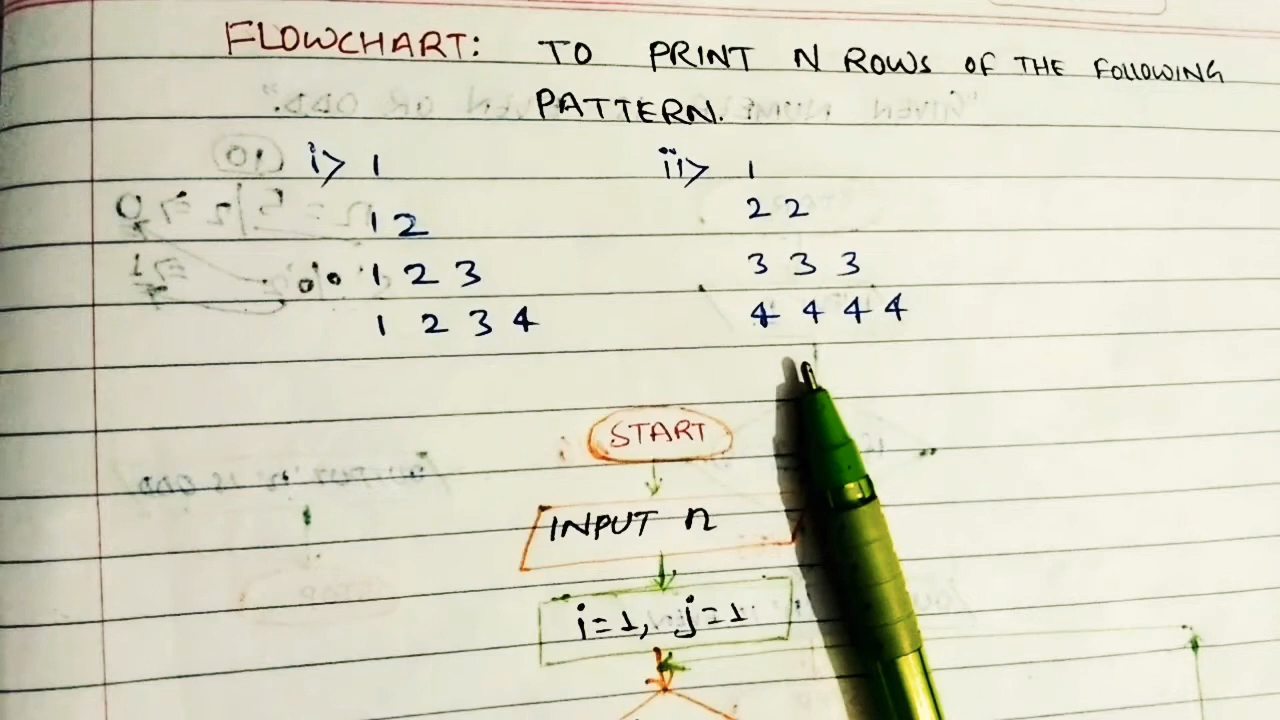 FLOWCHART: TO PRINT N ROWS OF THE FOLLOWING
PATTERN.
i> 1
1 2
1 2 3
1 2 3 4
ii> 1
2 2
3 3 3
4 4 4 4
START
INPUT n
i=1, j=1